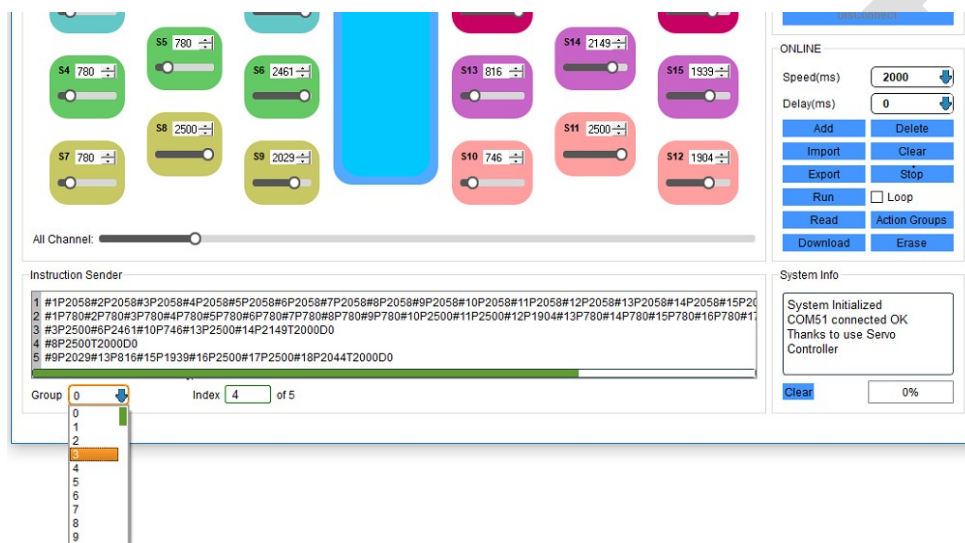 disconnect
S5 780
S14 2149
ONLINE
S4 780
S6 2461
S13 816
S15 1939
Speed(ms) 2000
Delay(ms) 0
S8 2500
S11 2500
Add Delete
S7 780
S9 2029
S10 746
S12 1904
Import Clear
Export Stop
Run Loop
Read Action Groups
All Channel:
Download Erase
Instruction Sender
System Info
1 #1P2058#2P2058#3P2058#4P2058#5P2058#6P2058#7P2058#8P2058#9P2058#10P2058#11P2058#12P2058#13P2058#14P2058#15P20
2 #1P780#2P780#3P780#4P780#5P780#6P780#7P780#8P780#9P780#10P2500#11P2500#12P1904#13P780#14P780#15P780#16P780#17
3 #3P2500#6P2461#10P746#13P2500#14P2149T2000D0
4 #8P2500T2000D0
5 #9P2029#13P816#15P1939#16P2500#17P2500#18P2044T2000D0
System Initialized
COM51 connected OK
Thanks to use Servo
Controller
Group 0 Index 4 of 5
Clear 0%
0
1
2
3
4
5
6
7
8
9